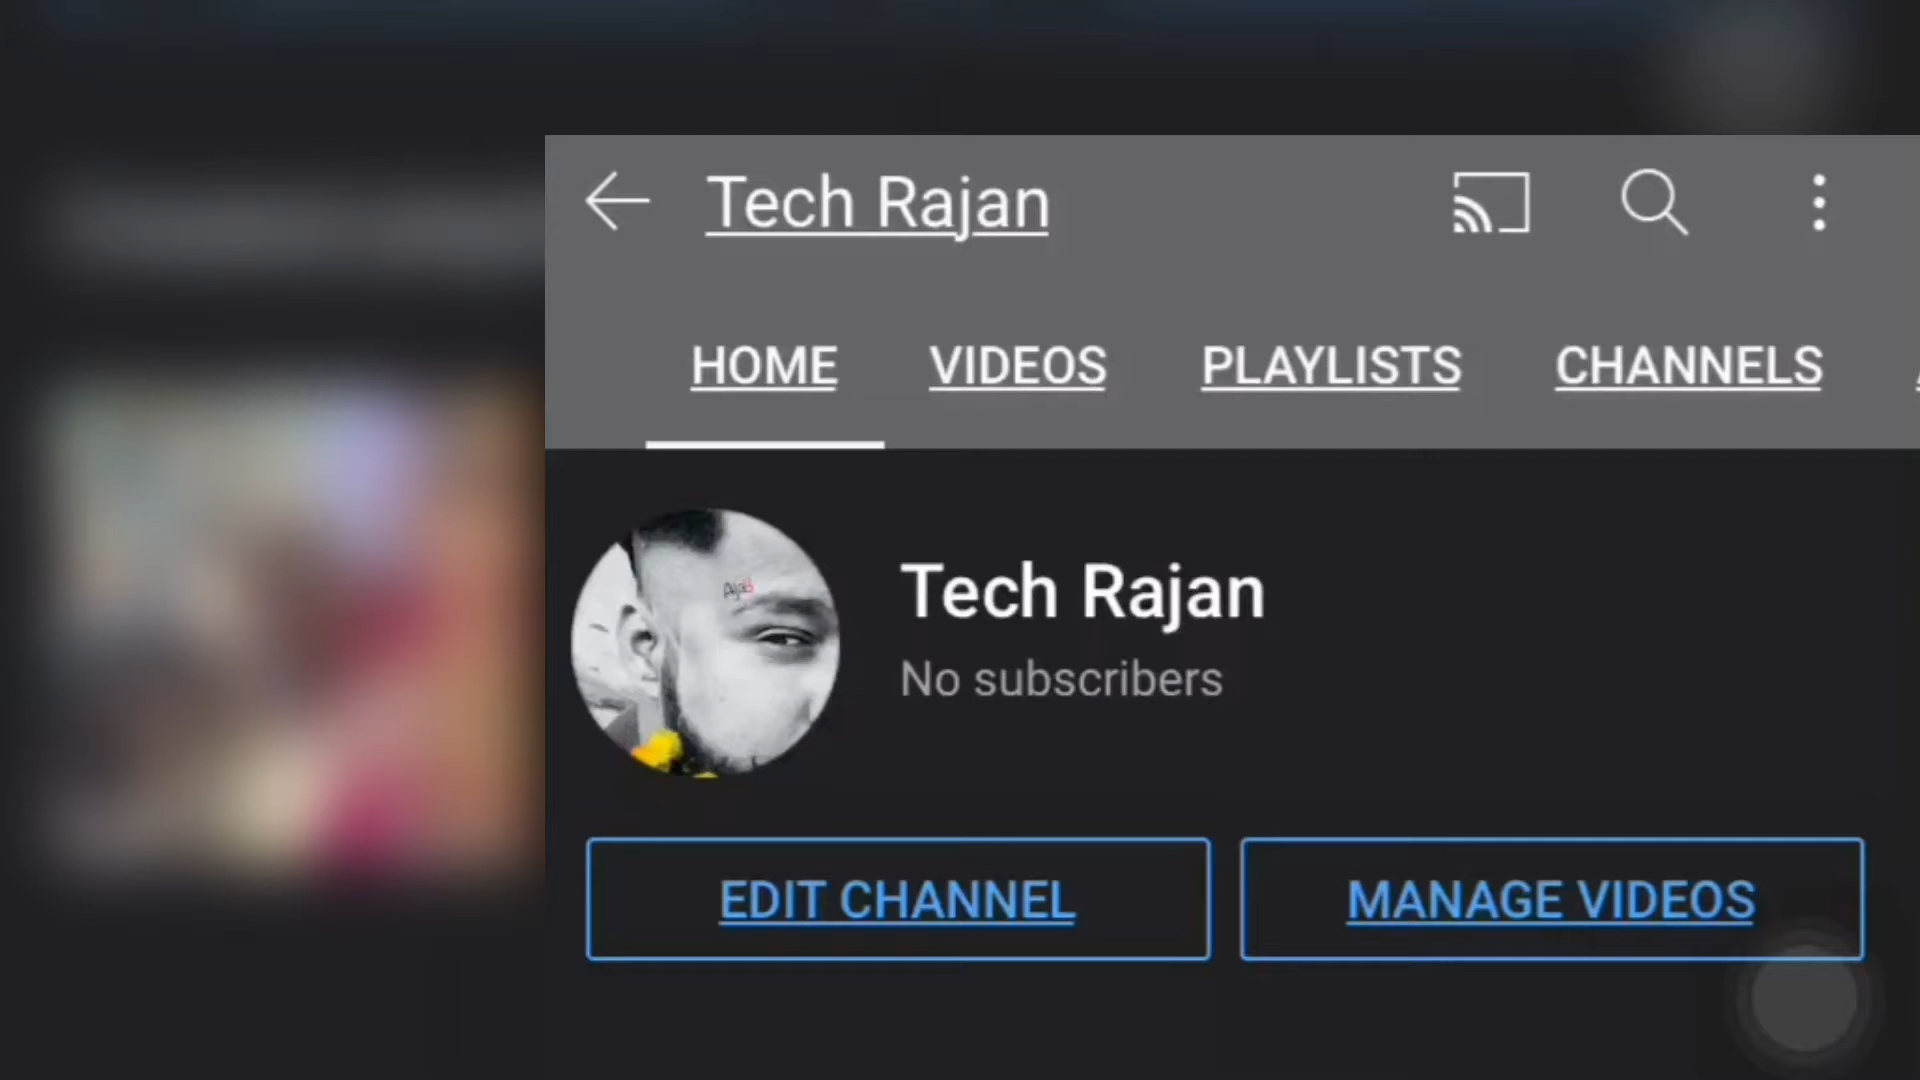 Tech Rajan
HOME VIDEOS PLAYLISTS CHANNELS
Tech Rajan
No subscribers
EDIT CHANNEL MANAGE VIDEOS